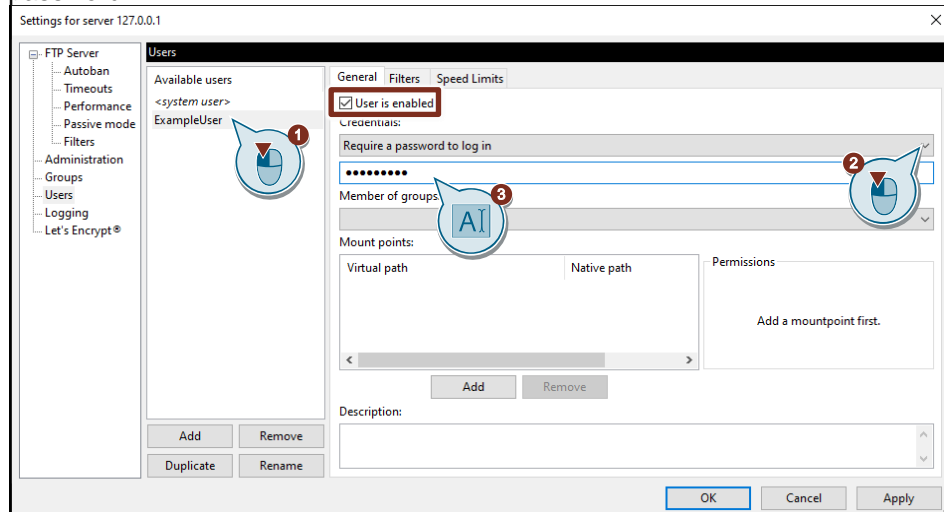 Settings for server 127.0.0.1
FTP Server
Autoban
Timeouts
Performance
Passive mode
Filters
Administration
Groups
Users
Logging
Let's Encrypt®
Users
Available users
<system user>
ExampleUser
Add
Remove
Duplicate
Rename
General
Filters
Speed Limits
User is enabled
Credentials:
Require a password to log in
•••••••••
Member of groups
Mount points:
Virtual path
Native path
Permissions
Add a mountpoint first.
Add
Remove
Description:
OK
Cancel
Apply
1
2
3
A